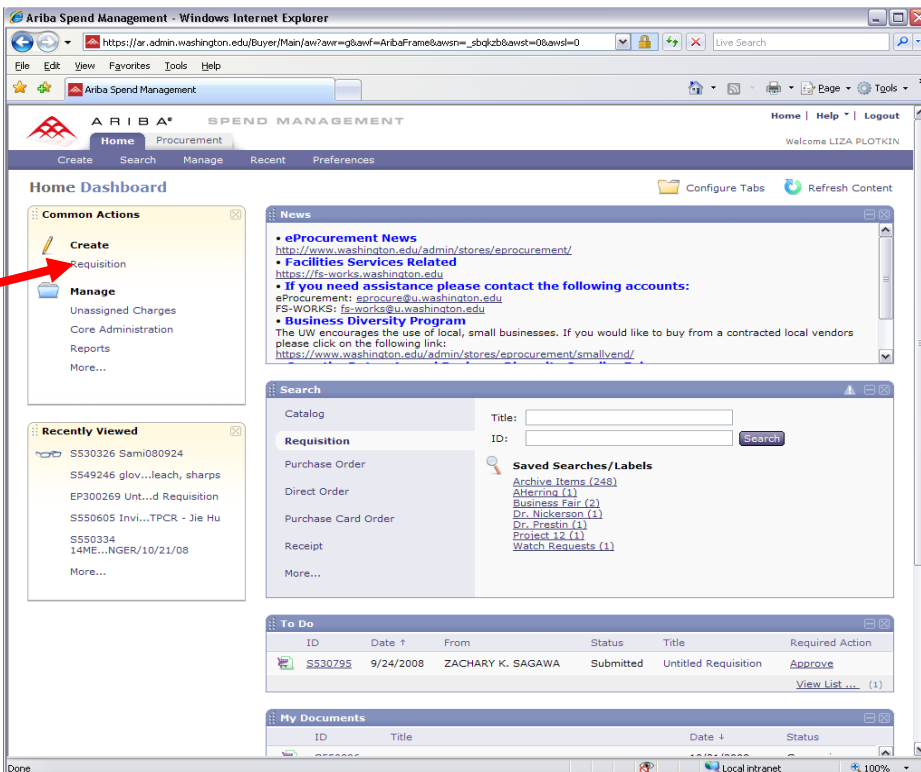 Ariba Spend Management - Windows Internet Explorer
https://ar.admin.washington.edu/Buyer/Main/aw?awr=g&awf=AribaFrame&awsn=_sbqkzb&awst=0&awsl=0
Live Search
File Edit View Favorites Tools Help
Ariba Spend Management
Page Tools
ARIBA® SPEND MANAGEMENT
Home | Help | Logout
Home Procurement
Welcome LIZA PLOTKIN
Create Search Manage Recent Preferences
Home Dashboard
Configure Tabs Refresh Content
Common Actions
Create
Requisition
Manage
Unassigned Charges
Core Administration
Reports
More...
Recently Viewed
S530326 Sami080924
S549246 glov...leach, sharps
EP300269 Unt...d Requisition
S550605 Invi...TPCR - Jie Hu
S550334
14ME...NGER/10/21/08
More...
News
• eProcurement News
http://www.washington.edu/admin/stores/eprocurement/
• Facilities Services Related
https://fs-works.washington.edu
• If you need assistance please contact the following accounts:
eProcurement: eprocure@u.washington.edu
FS-WORKS: fs-works@u.washington.edu
• Business Diversity Program
The UW encourages the use of local, small businesses. If you would like to buy from a contracted local vendors
please click on the following link:
https://www.washington.edu/admin/stores/eprocurement/smallvend/
Search
Catalog
Requisition
Purchase Order
Direct Order
Purchase Card Order
Receipt
More...
Title:
ID: Search
Saved Searches/Labels
Archive Items (248)
AHerring (1)
Business Fair (2)
Dr. Nickerson (1)
Dr. Prestin (1)
Project 12 (1)
Watch Requests (1)
To Do
ID Date ↑ From Status Title Required Action
S530795 9/24/2008 ZACHARY K. SAGAWA Submitted Untitled Requisition Approve
View List ... (1)
My Documents
ID Title Date ↓ Status
Done Local intranet 100%